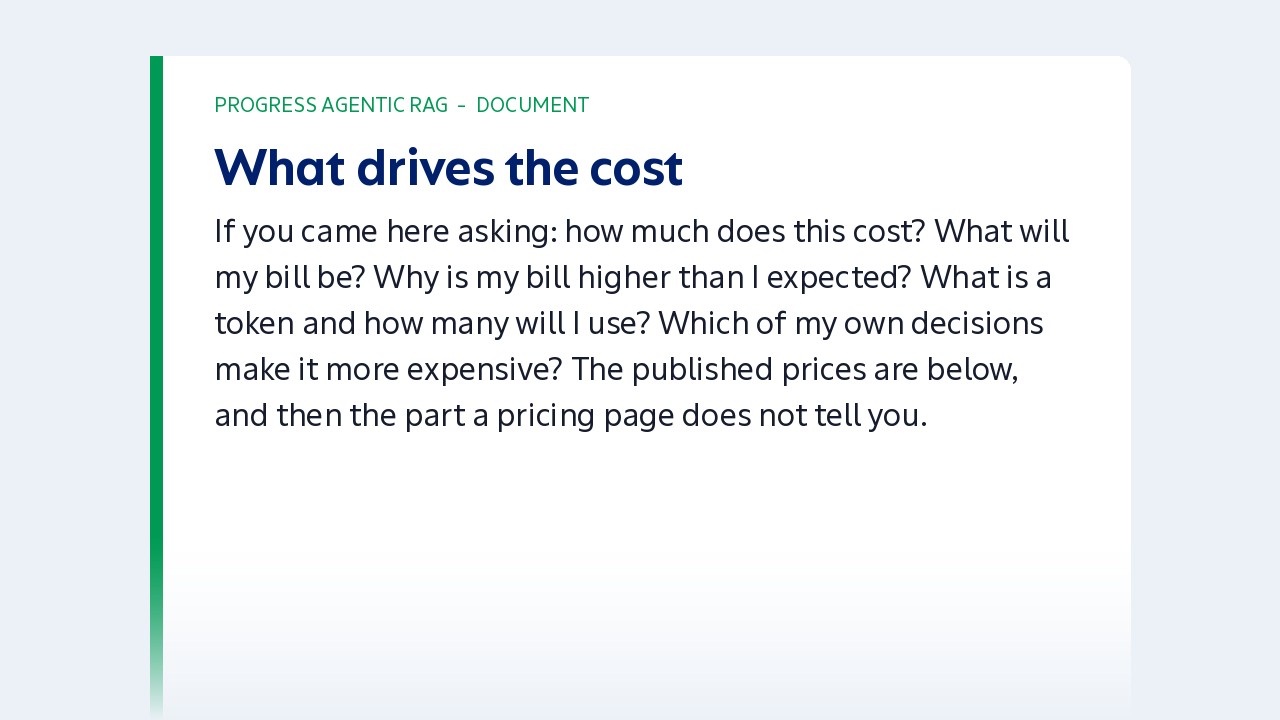 PROGRESS AGENTIC RAG - DOCUMENT
What drives the cost
If you came here asking: how much does this cost? What will
my bill be? Why is my bill higher than I expected? What is a
token and how many will I use? Which of my own decisions
make it more expensive? The published prices are below,
and then the part a pricing page does not tell you.